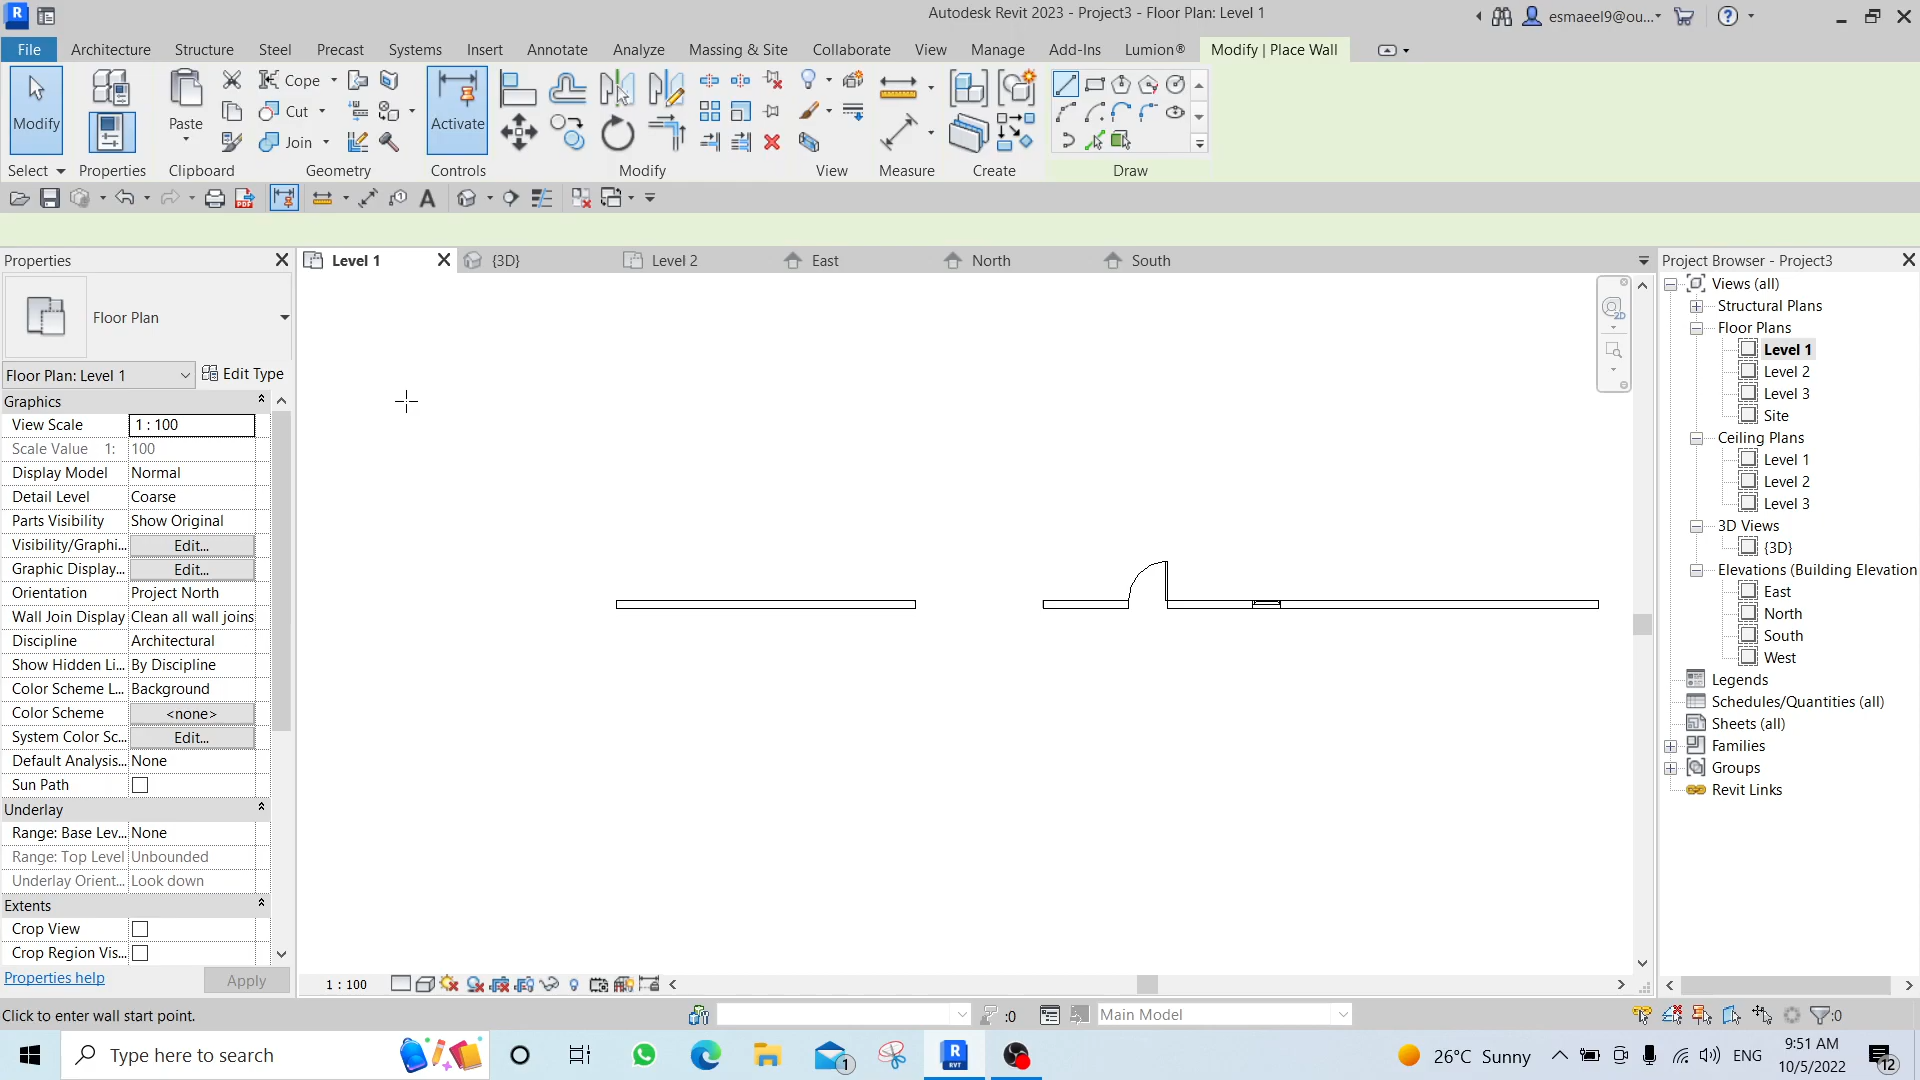 Autodesk Revit 2023 - Project3 - Floor Plan: Level 1
esmaeel9@ou...
File
Architecture
Structure
Steel
Precast
Systems
Insert
Annotate
Analyze
Massing & Site
Collaborate
View
Manage
Add-Ins
Lumion®
Modify | Place Wall
Modify
Paste
Cope
Cut
Join
Activate
Select
Properties
Clipboard
Geometry
Controls
Modify
View
Measure
Create
Draw
Properties
Level 1
{3D}
Level 2
East
North
South
Project Browser - Project3
Floor Plan
Floor Plan: Level 1
Edit Type
Graphics
View Scale 1 : 100
Scale Value 1: 100
Display Model Normal
Detail Level Coarse
Parts Visibility Show Original
Visibility/Graphi... Edit...
Graphic Display... Edit...
Orientation Project North
Wall Join Display Clean all wall joins
Discipline Architectural
Show Hidden Li... By Discipline
Color Scheme L... Background
Color Scheme <none>
System Color Sc... Edit...
Default Analysis... None
Sun Path
Underlay
Range: Base Lev... None
Range: Top Level Unbounded
Underlay Orient... Look down
Extents
Crop View
Crop Region Vis...
Properties help
Apply
2D
Views (all)
Structural Plans
Floor Plans
Level 1
Level 2
Level 3
Site
Ceiling Plans
Level 1
Level 2
Level 3
3D Views
{3D}
Elevations (Building Elevation
East
North
South
West
Legends
Schedules/Quantities (all)
Sheets (all)
Families
Groups
Revit Links
1 : 100
Click to enter wall start point.
:0
Main Model
:0
Type here to search
1
R
RVT
26°C Sunny
ENG
9:51 AM
10/5/2022
12